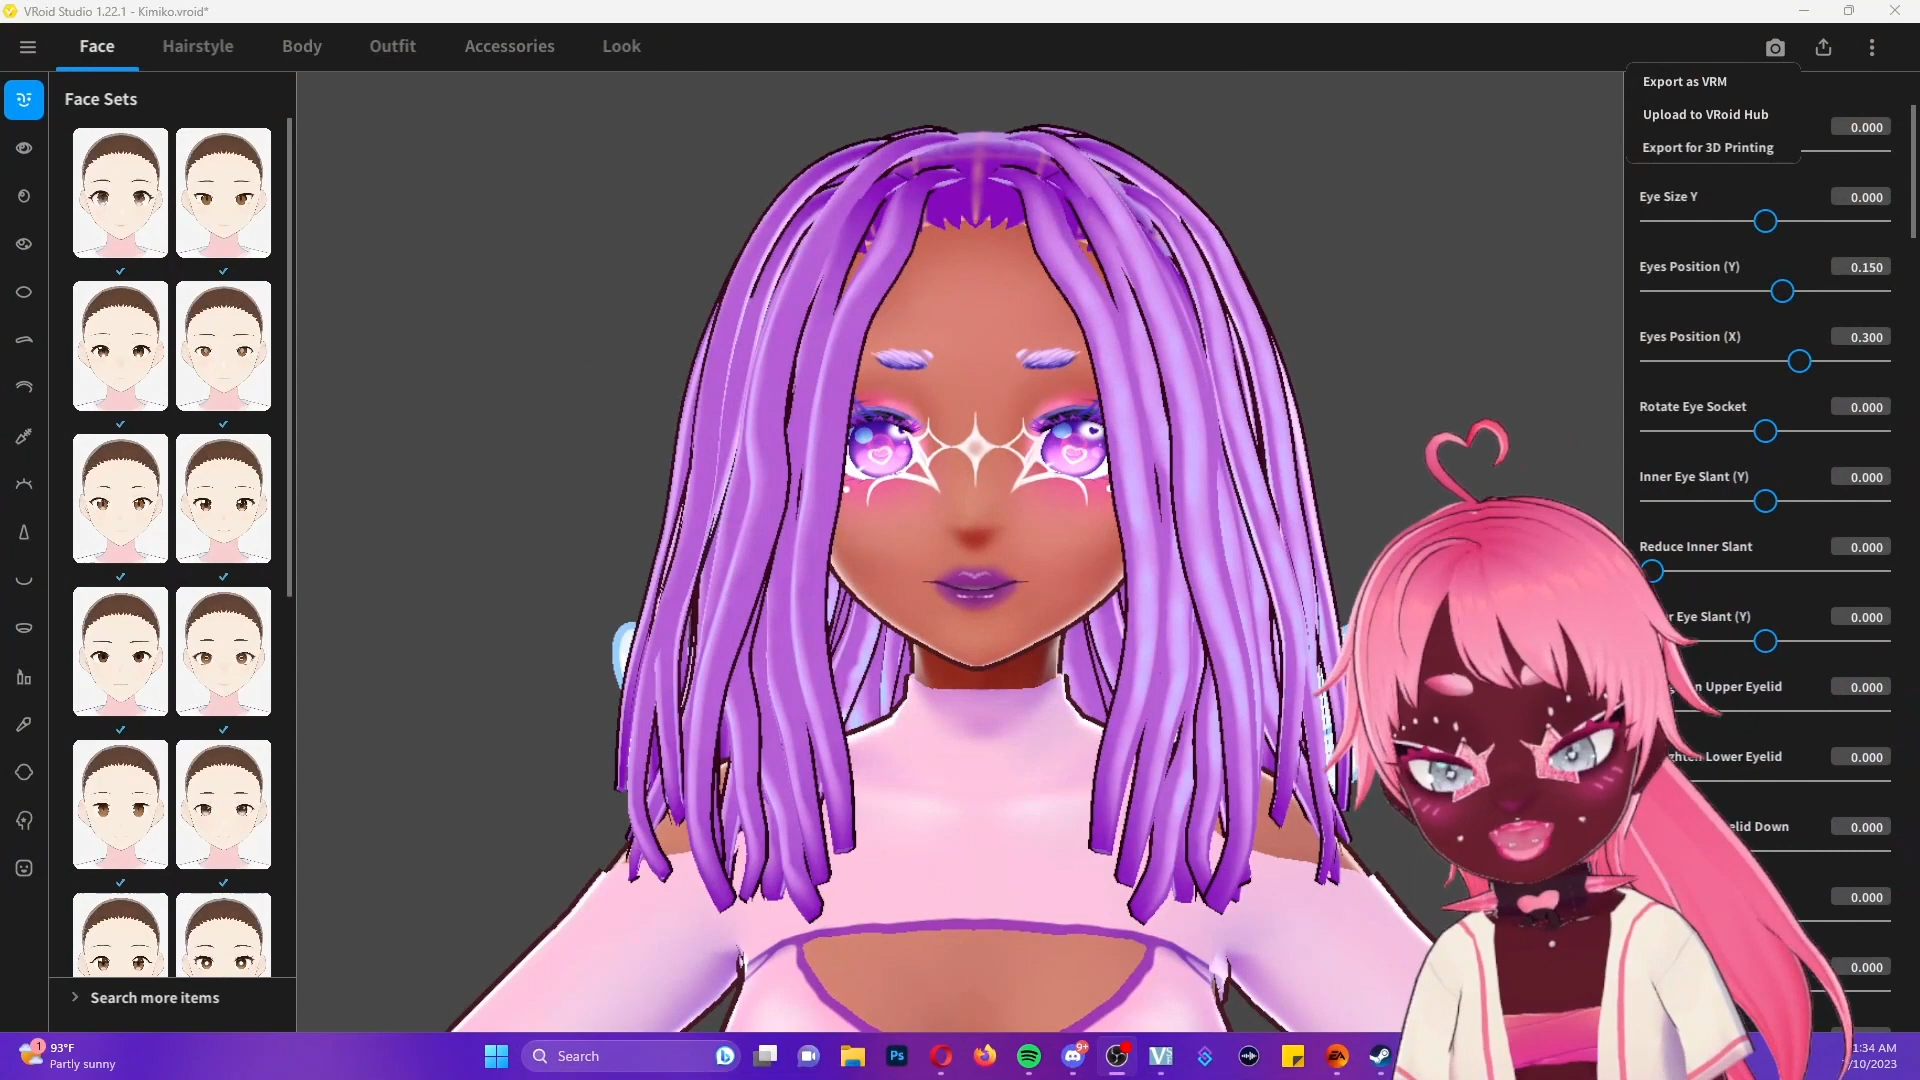 VRoid Studio 1.22.1 - Kimiko.vroid*
Face
Hairstyle
Body
Outfit
Accessories
Look
Face Sets
Export as VRM
Upload to VRoid Hub
Export for 3D Printing
0.000
Eye Size Y
0.000
Eyes Position (Y)
0.150
Eyes Position (X)
0.300
Rotate Eye Socket
0.000
Inner Eye Slant (Y)
0.000
Reduce Inner Slant
0.000
Eye Slant (Y)
0.000
Upper Eyelid
0.000
Lower Eyelid
0.000
Down
0.000
0.000
0.000
Search more items
1
93°F
Partly sunny
Search
Ps
9+
EA
1:34 AM
/10/2023